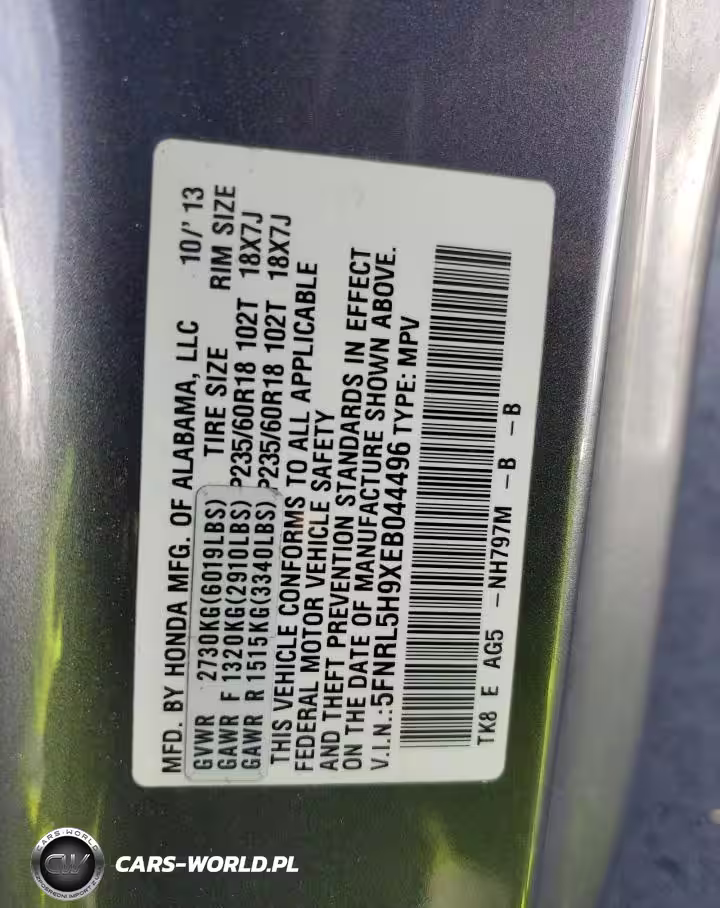 MFD. BY HONDA MFG. OF ALABAMA, LLC 10/' 13
GVWR 2730KG(6019LBS) TIRE SIZE RIM SIZE
GAWR F 1320KG(2910LBS) P235/60R18 102T 18X7J
GAWR R 1515KG(3340LBS) P235/60R18 102T 18X7J
THIS VEHICLE CONFORMS TO ALL APPLICABLE
FEDERAL MOTOR VEHICLE SAFETY
AND THEFT PREVENTION STANDARDS IN EFFECT
ON THE DATE OF MANUFACTURE SHOWN ABOVE.
V.I.N.:5FNRL5H9XEB044496 TYPE: MPV
TK8 E AG5 -NH797M -B -B
CARS-WORLD
CW
CARS-WORLD.PL